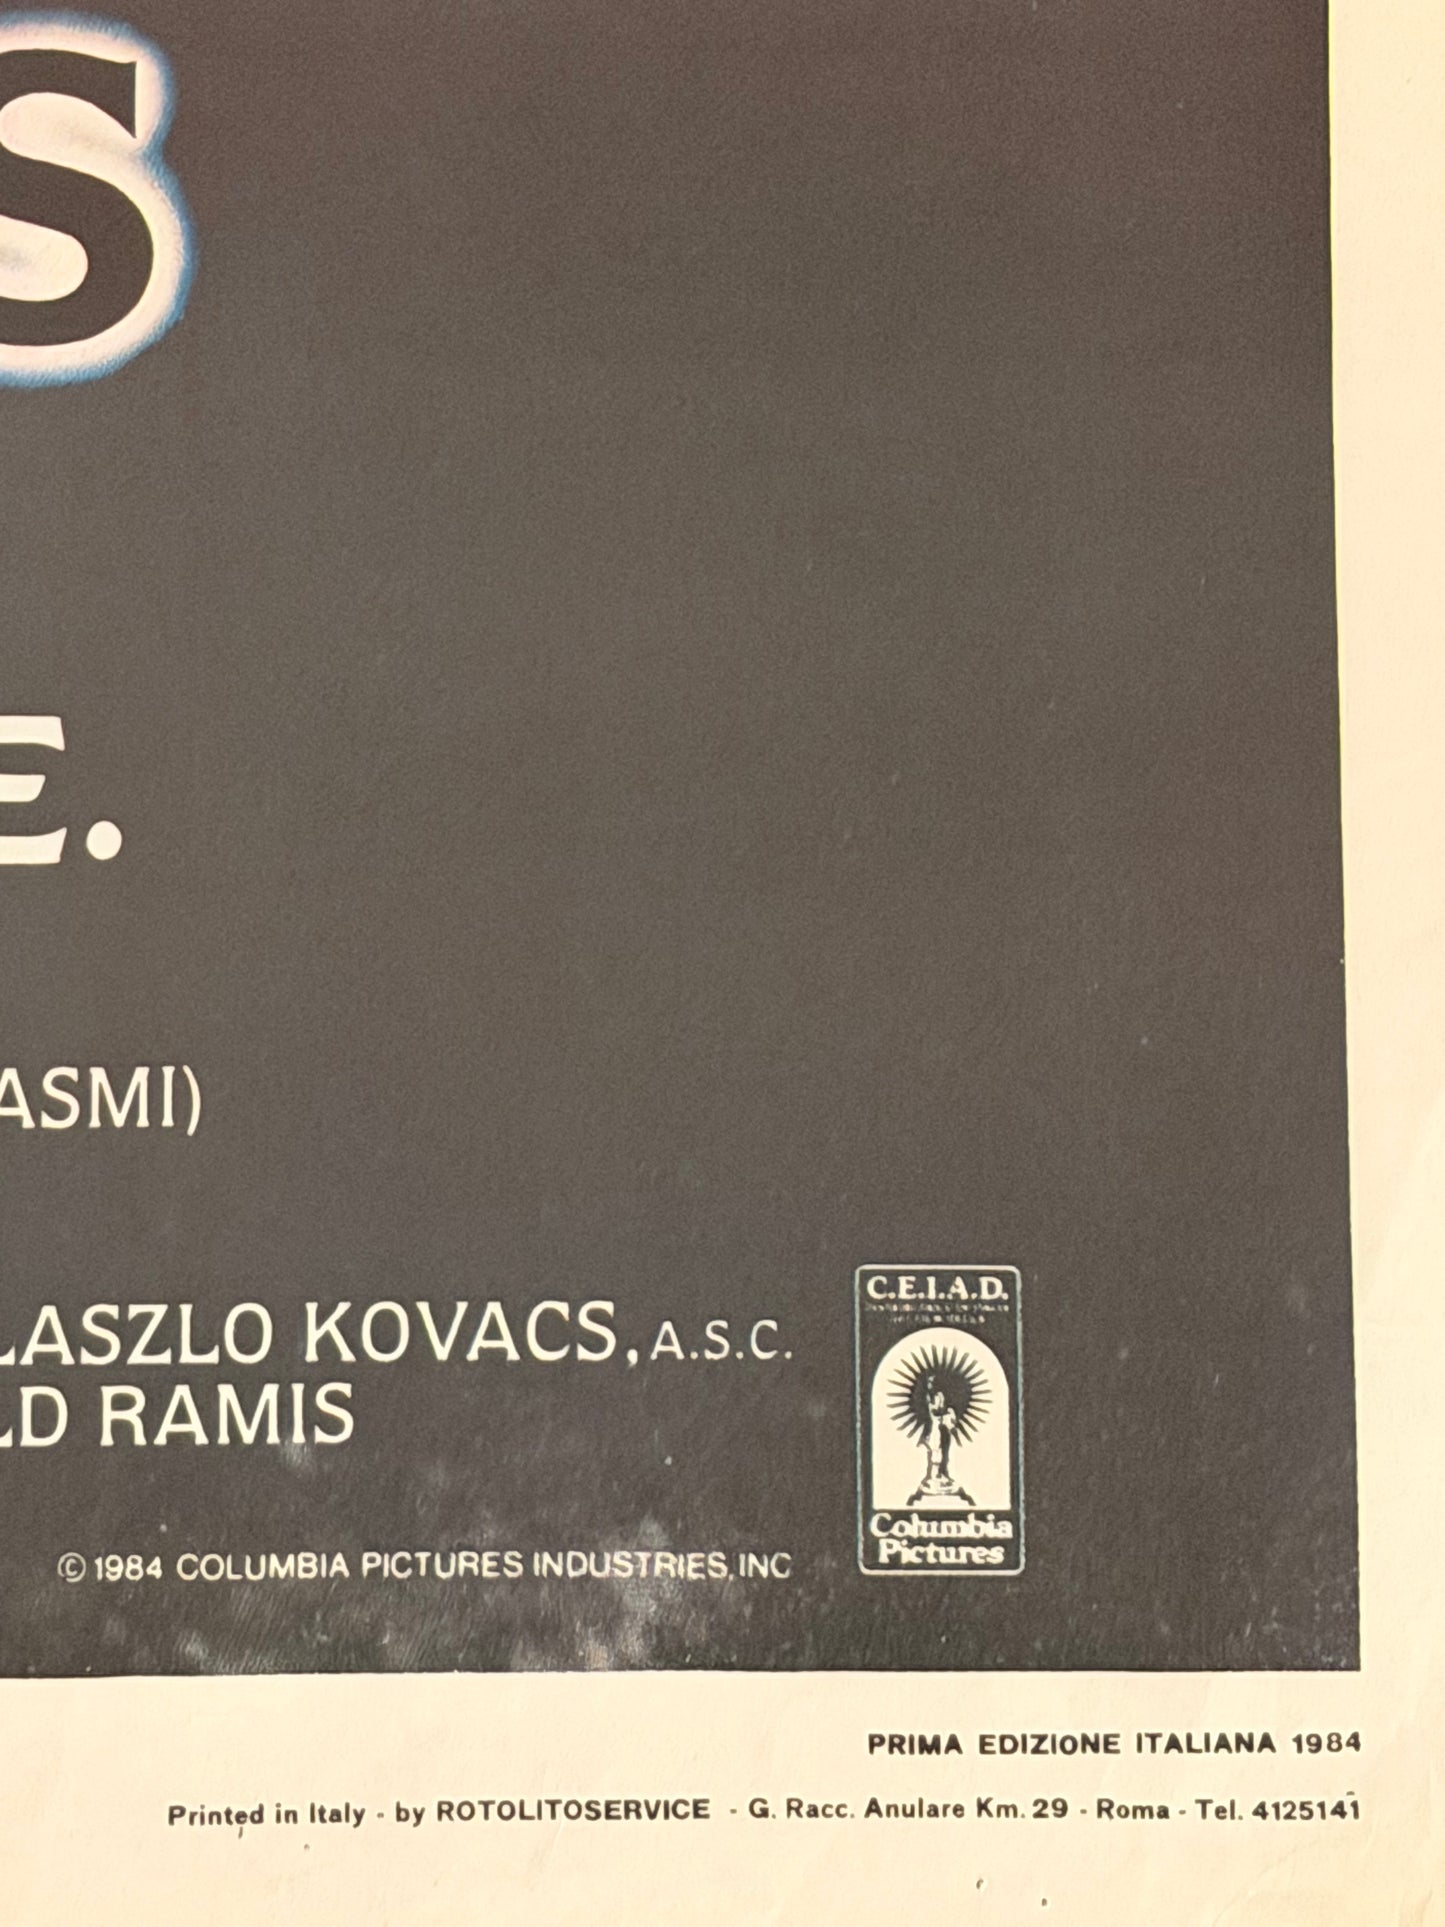 S
E.
ASMI)
LASZLO KOVACS, A.S.C.
LD RAMIS
C.E.I.A.D.
Columbia
Pictures
© 1984 COLUMBIA PICTURES INDUSTRIES, INC
PRIMA EDIZIONE ITALIANA 1984
Printed in Italy - by ROTOLITOSERVICE - G. Racc. Anulare Km. 29 - Roma - Tel. 4125141